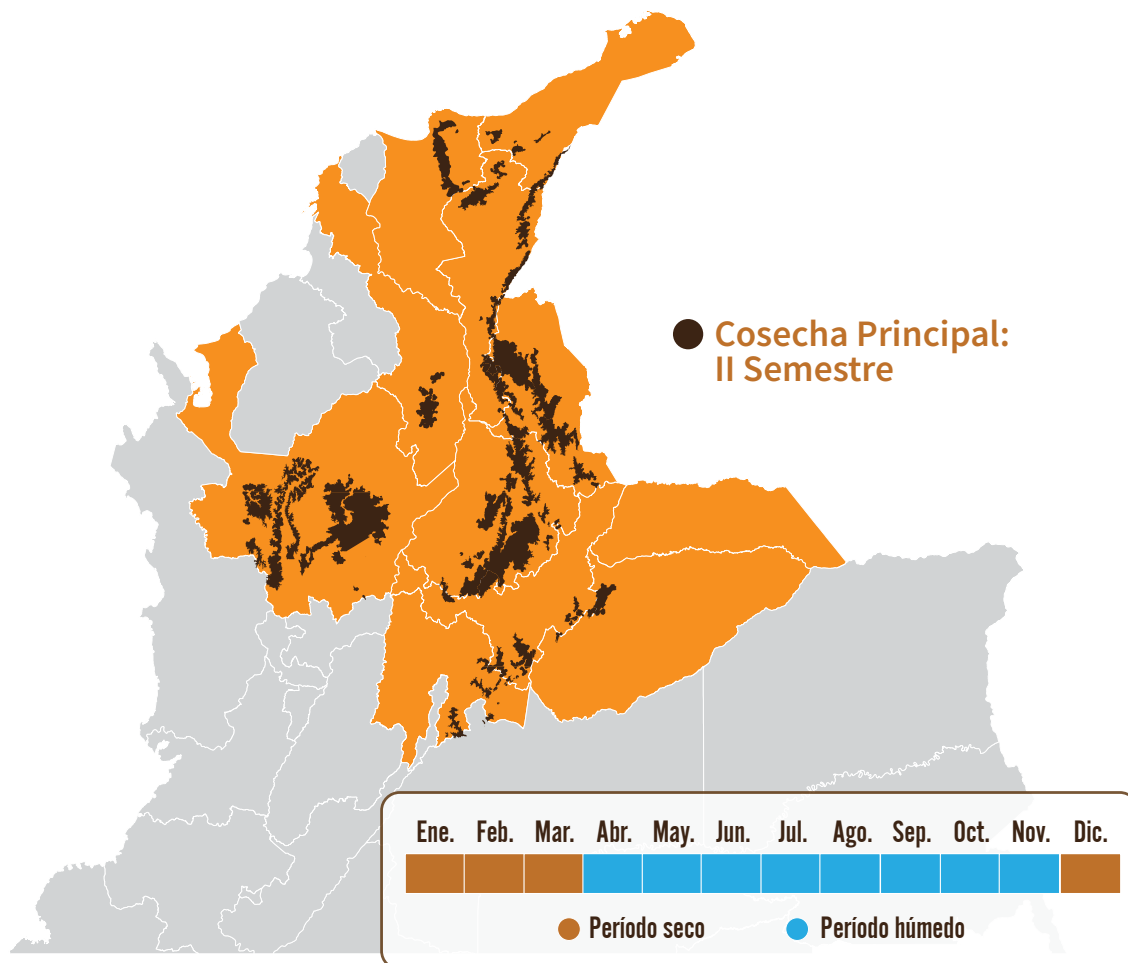 Cosecha Principal:
II Semestre
Ene. Feb. Mar. Abr. May. Jun. Jul. Ago. Sep. Oct. Nov. Dic.
Período seco Período húmedo